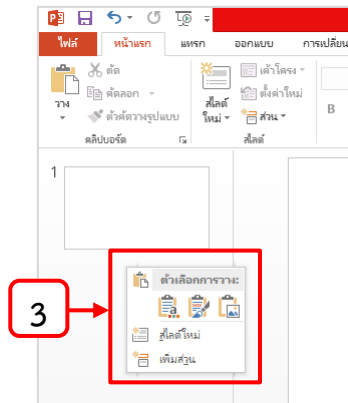 ไฟล์ หน้าแรก แทรก ออกแบบ การเปลี่ยน
วาง
ตัด
คัดลอก
ตัวคัดวางรูปแบบ
คลิปบอร์ด
สไลด์
ใหม่
เค้าโครง
ตั้งค่าใหม่
ส่วน
สไลด์
B
1
ตัวเลือกการวาง:
สไลด์ใหม่
เพิ่มส่วน
3